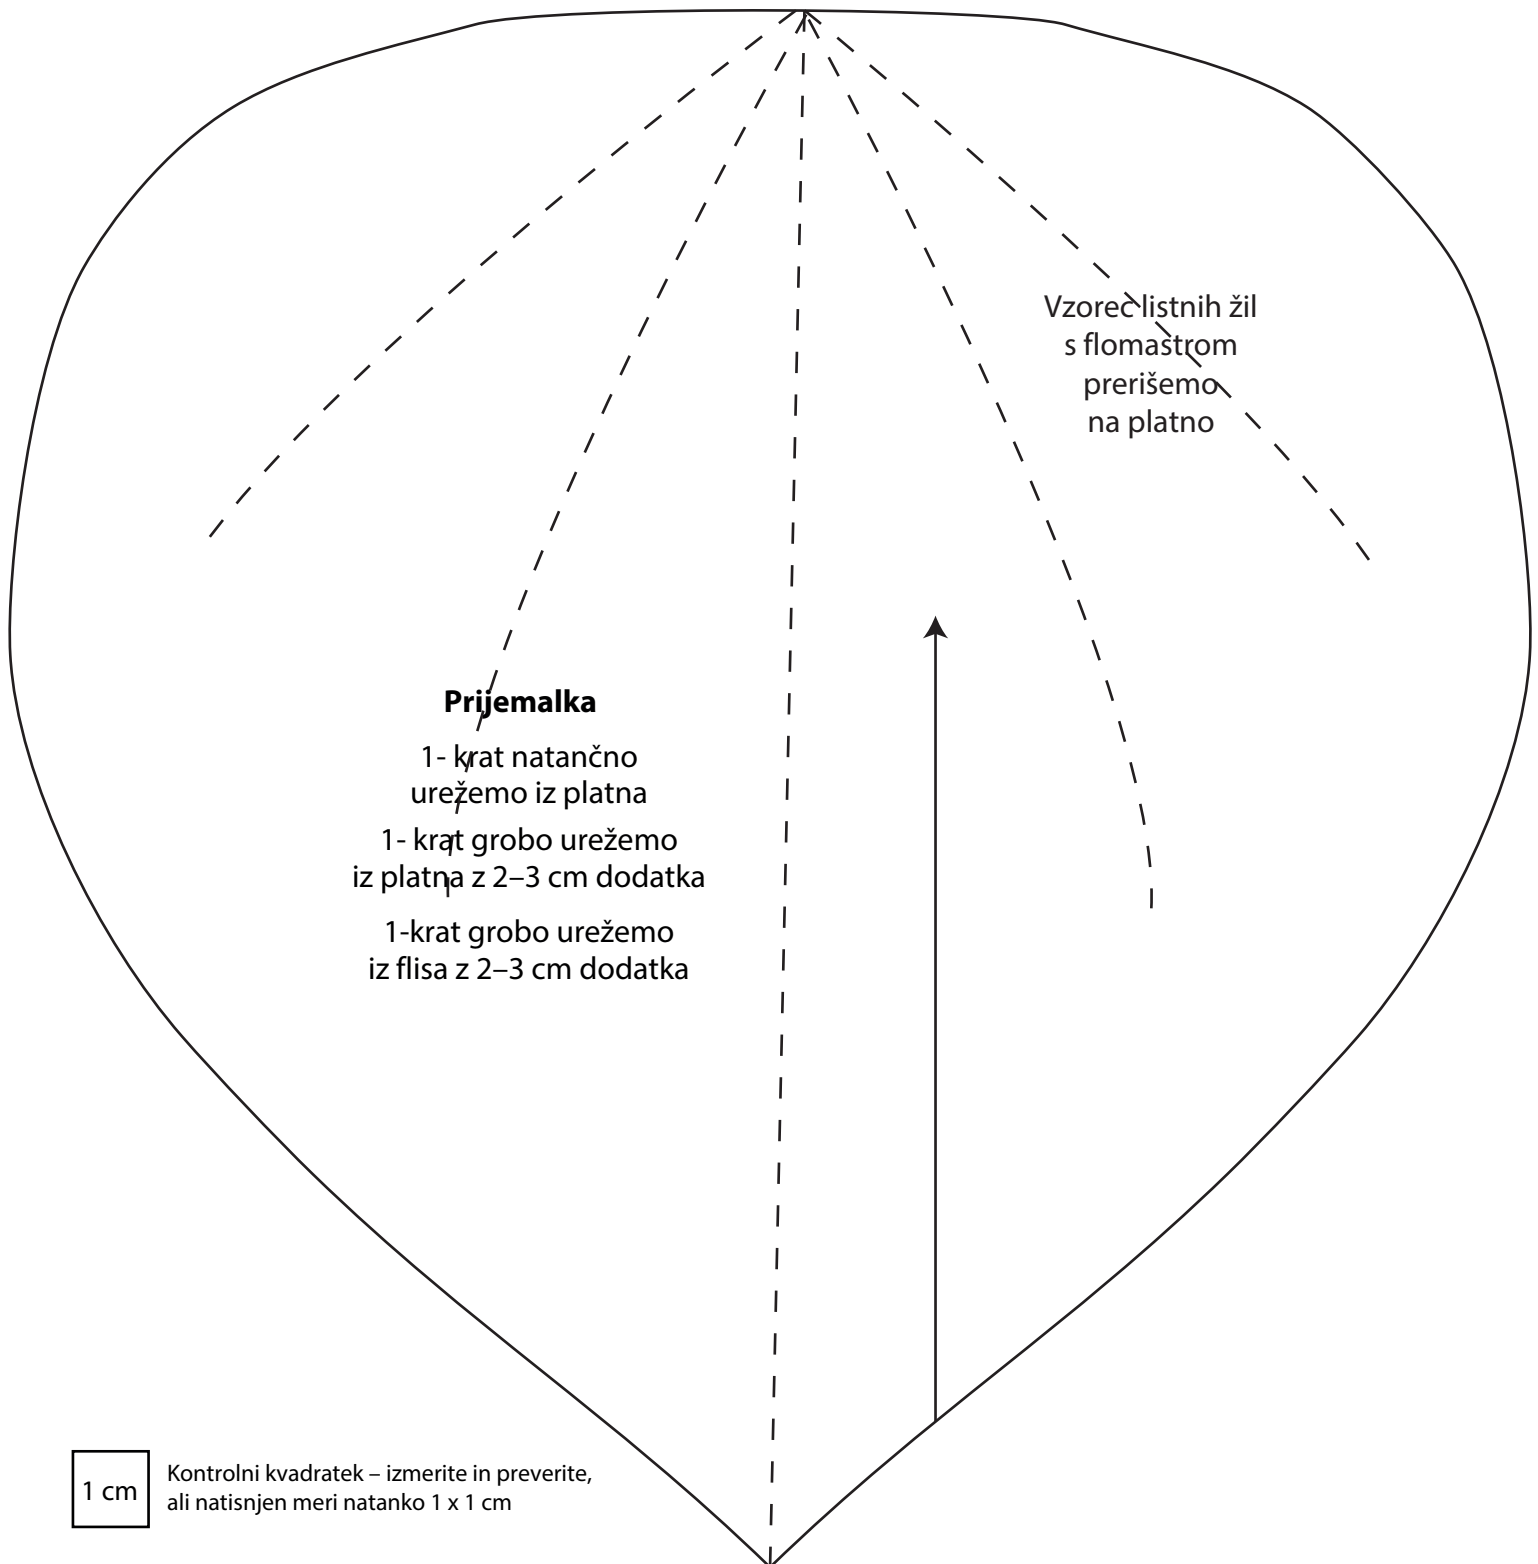 Vzorec listnih žil
s flomastrom
prerišemo
na platno
Prijemalka
1- krat natančno
urežemo iz platna
1- krat grobo urežemo
iz platna z 2–3 cm dodatka
1-krat grobo urežemo
iz flisa z 2–3 cm dodatka
1 cm
Kontrolni kvadratek – izmerite in preverite,
ali natisnjen meri natanko 1 x 1 cm